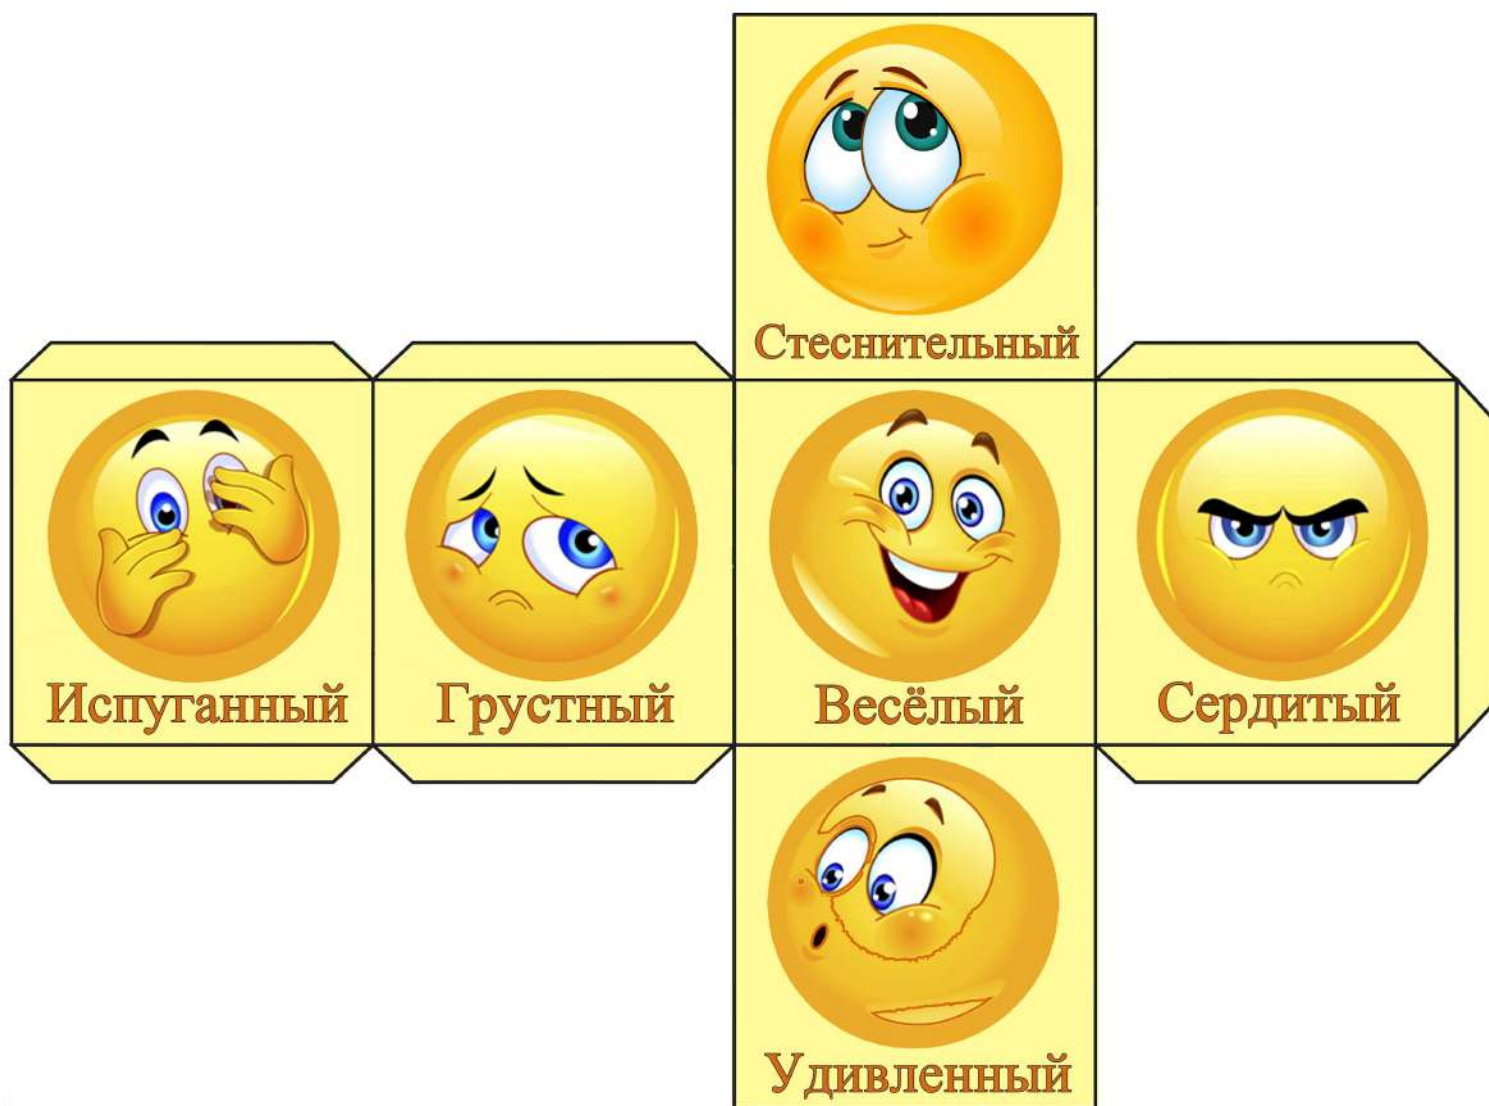 Стеснительный
Испуганный
Грустный
Весёлый
Сердитый
Удивленный